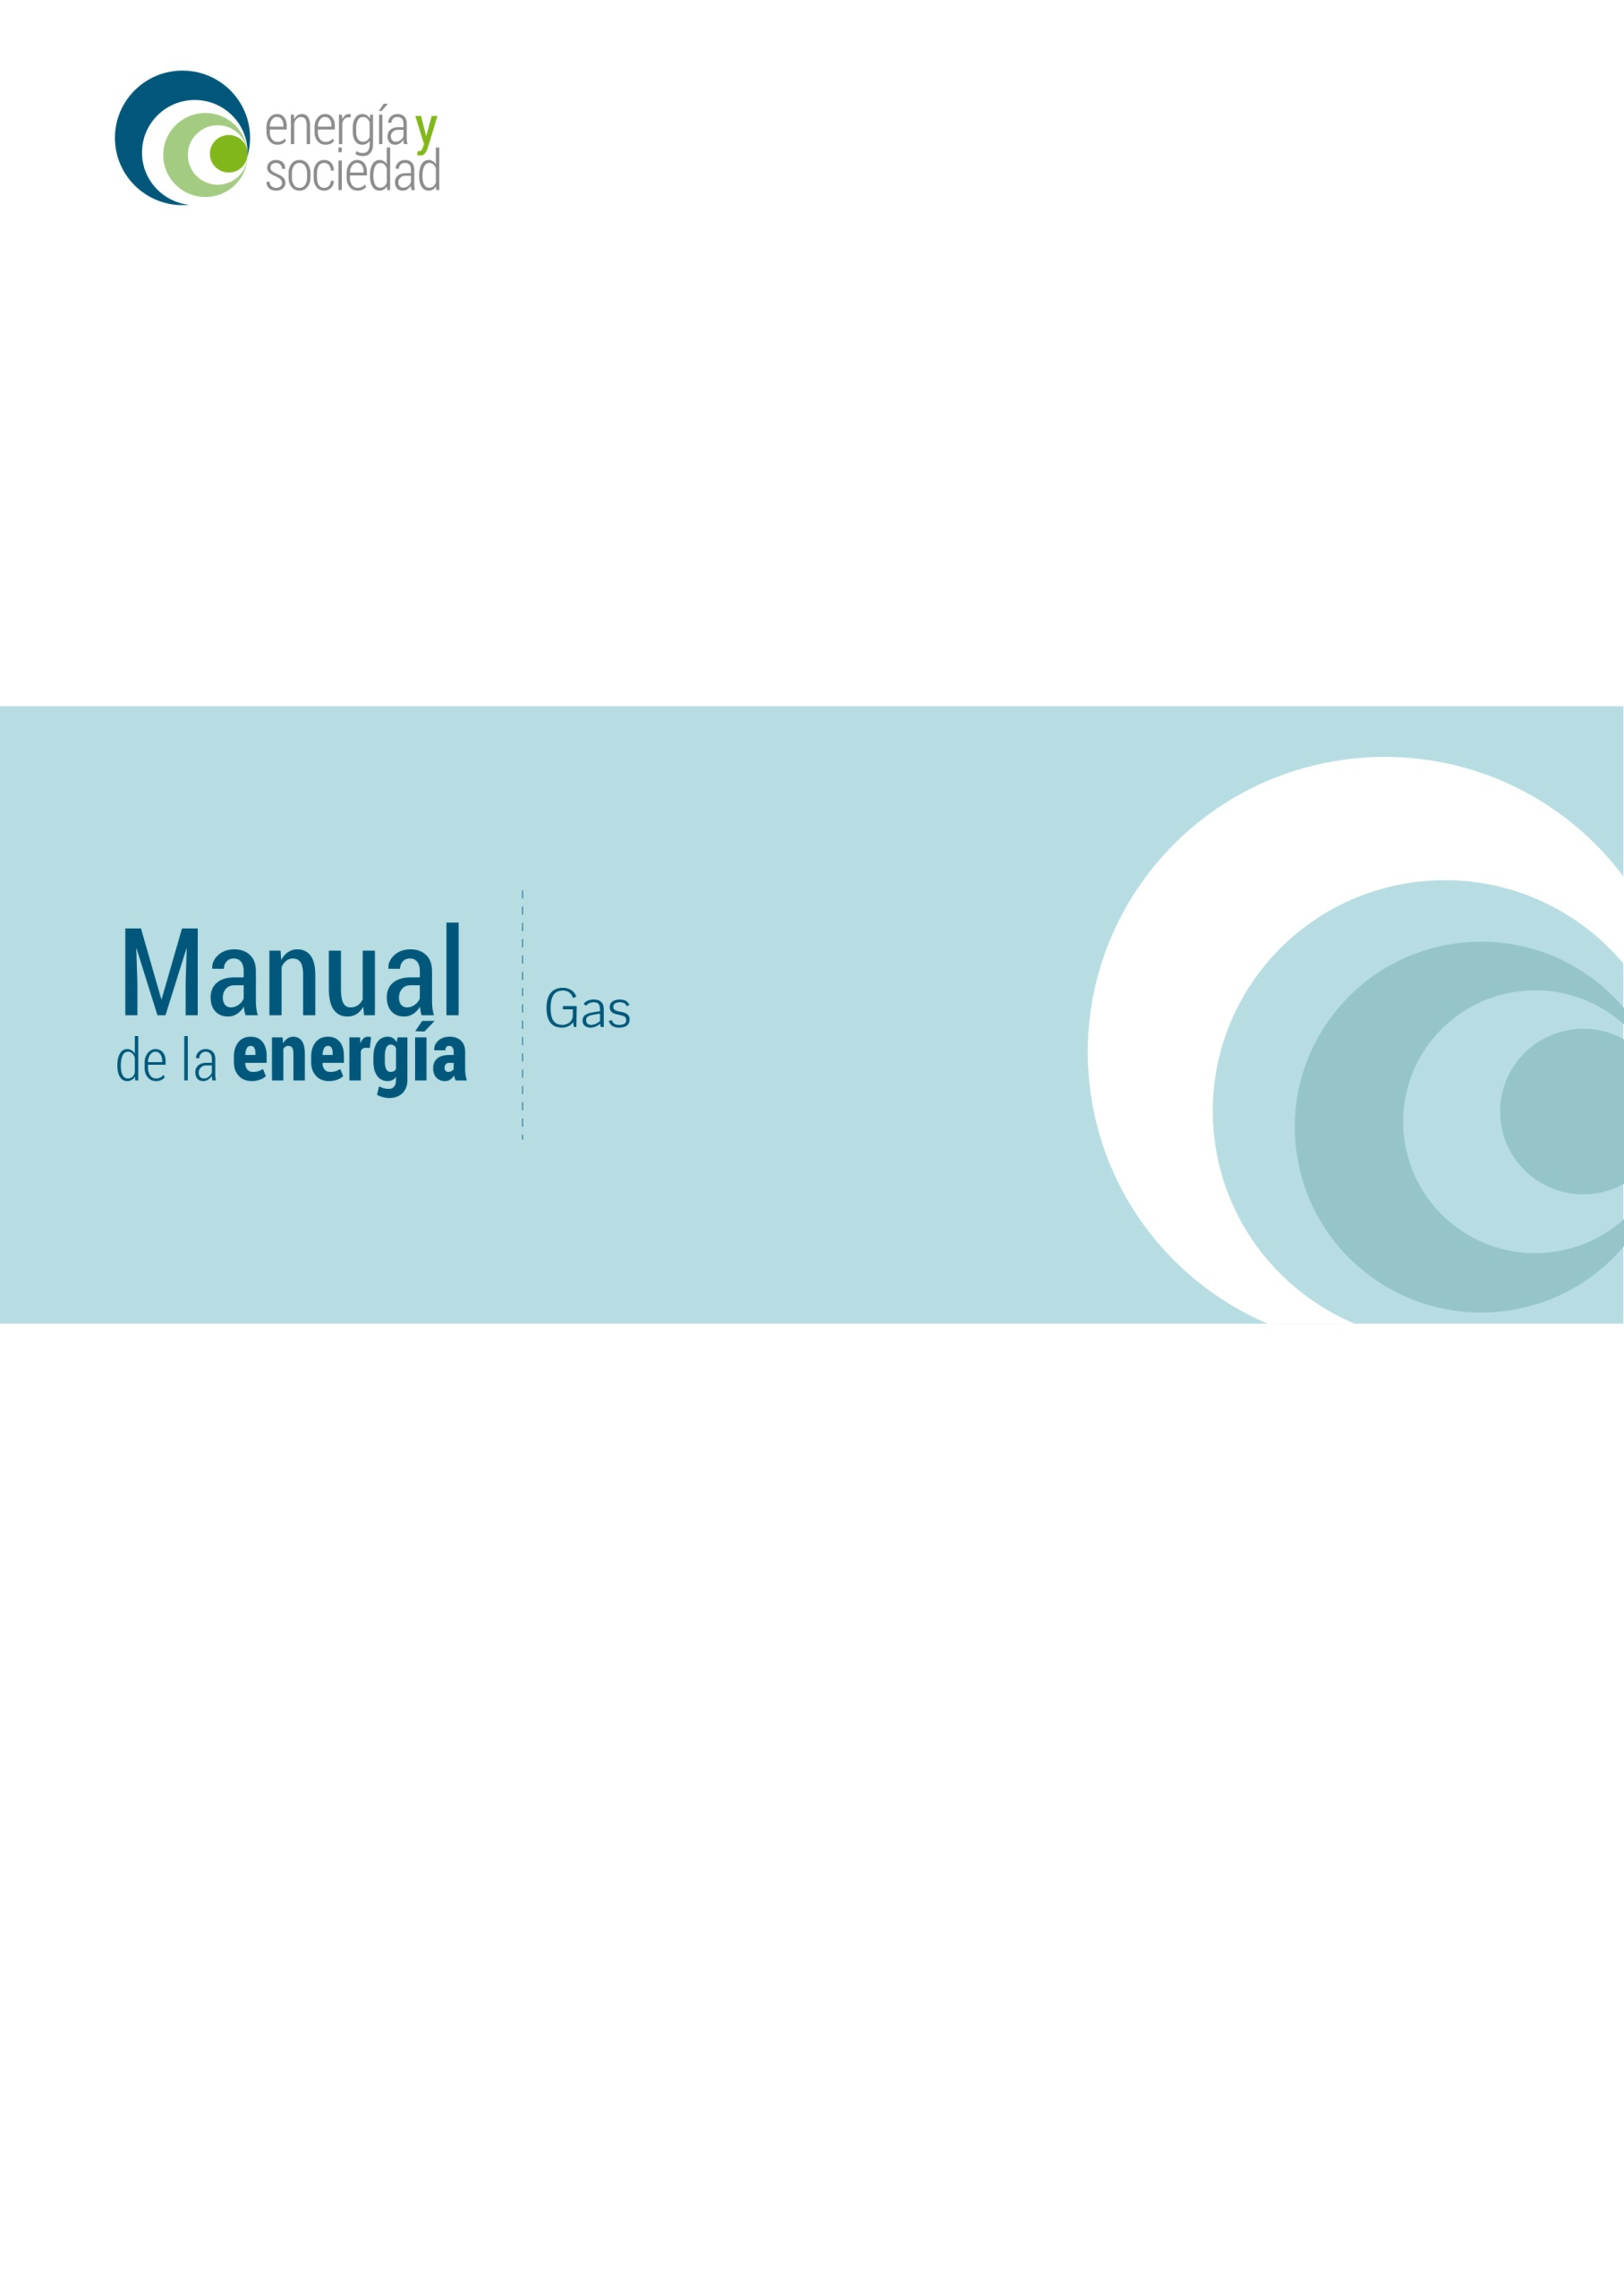 energía y
sociedad
Manual
de la energía
Gas